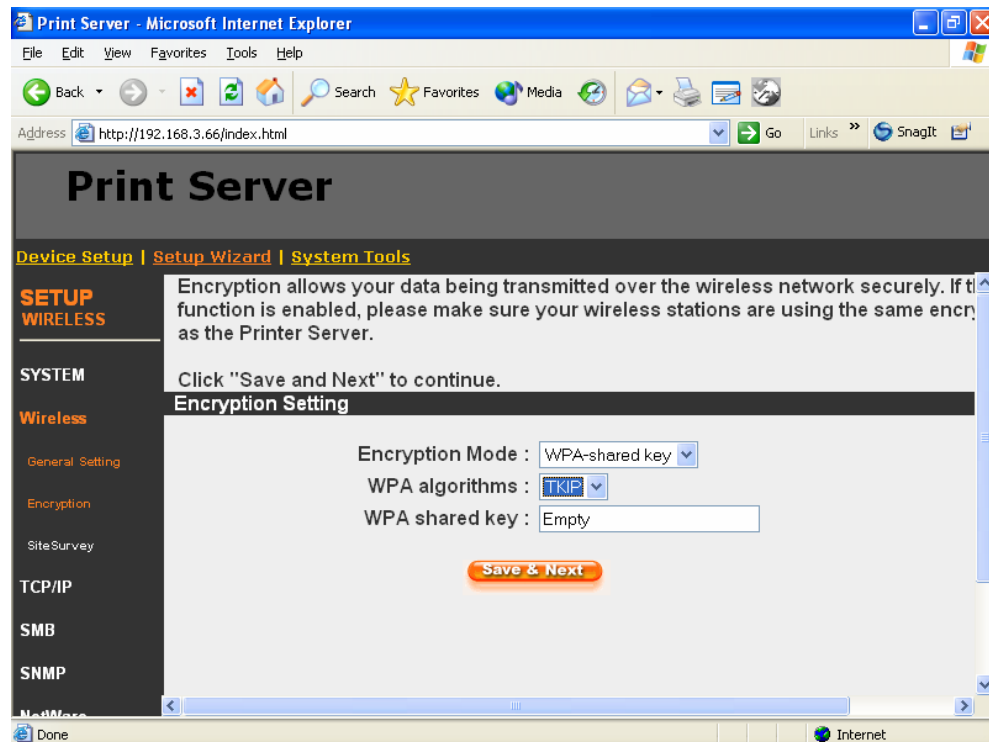 Print Server - Microsoft Internet Explorer
File Edit View Favorites Tools Help
Back Search Favorites Media
Address http://192.168.3.66/index.html Go Links » SnagIt
Print Server
Device Setup | Setup Wizard | System Tools
SETUP
WIRELESS
SYSTEM
Wireless
General Setting
Encryption
SiteSurvey
TCP/IP
SMB
SNMP
NetWare
Encryption allows your data being transmitted over the wireless network securely. If
function is enabled, please make sure your wireless stations are using the same
as the Printer Server.
Click "Save and Next" to continue.
Encryption Setting
Encryption Mode : WPA-shared key
WPA algorithms : TKIP
WPA shared key : Empty
Save & Next
Done Internet